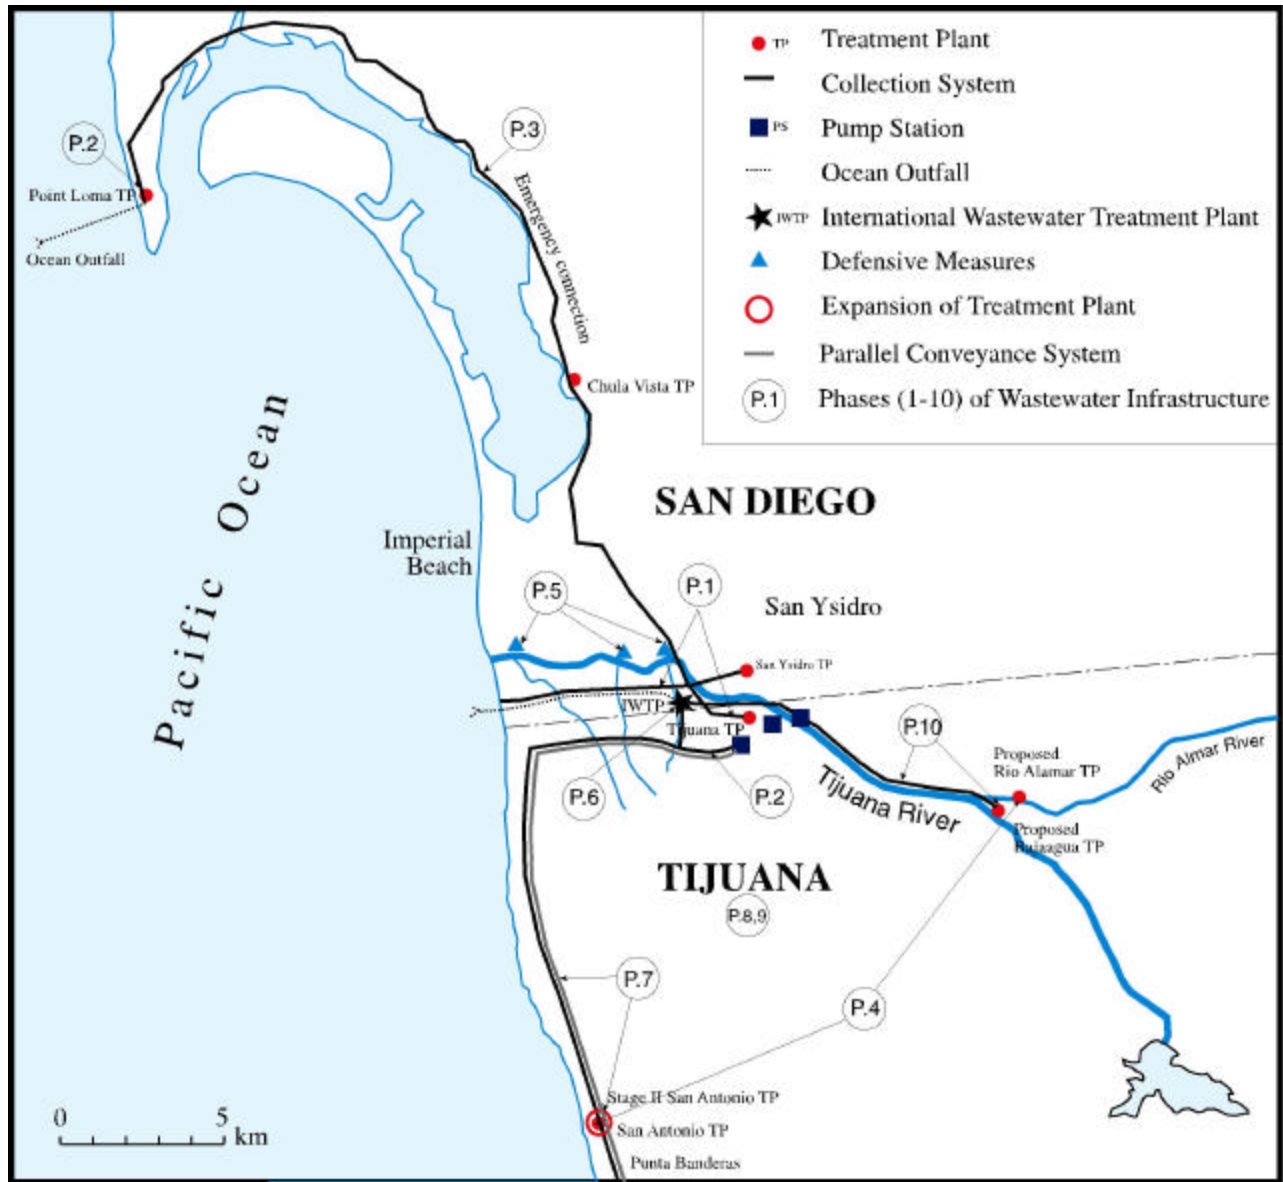 TP Treatment Plant
Collection System
PS Pump Station
Ocean Outfall
IWTP International Wastewater Treatment Plant
Defensive Measures
Expansion of Treatment Plant
Parallel Conveyance System
P.1 Phases (1-10) of Wastewater Infrastructure
P.2
P.3
Point Loma TP
Emergency connection
Ocean Outfall
Chula Vista TP
Pacific Ocean
SAN DIEGO
Imperial
Beach
P.5
P.1
San Ysidro
San Ysidro TP
IWTP
Tijuana TP
P.10
Proposed
Rio Alamar TP
Rio Almar River
P.6
P.2
Tijuana River
Proposed
Bajaagua TP
TIJUANA
P.8,9
P.7
P.4
Stage II San Antonio TP
San Antonio TP
Punta Banderas
0 5
km